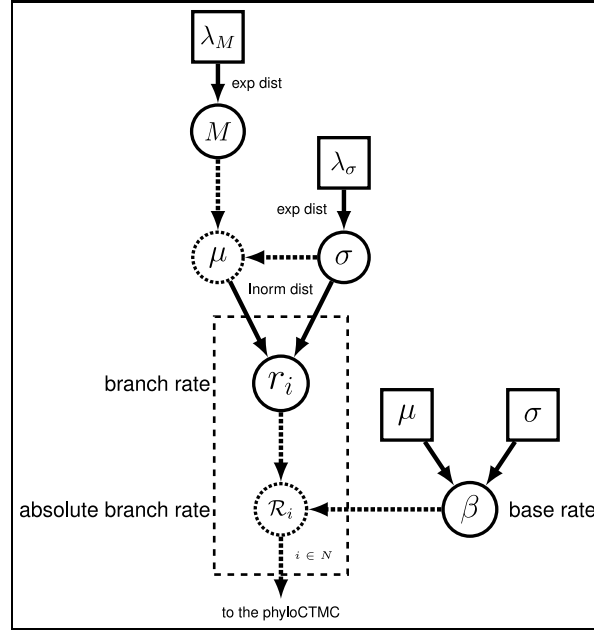 λ_M
exp dist
M
λ_σ
exp dist
μ
σ
lnorm dist
branch rate
r_i
μ
σ
absolute branch rate
ℛ_i
β
base rate
i ∈ N
to the phyloCTMC